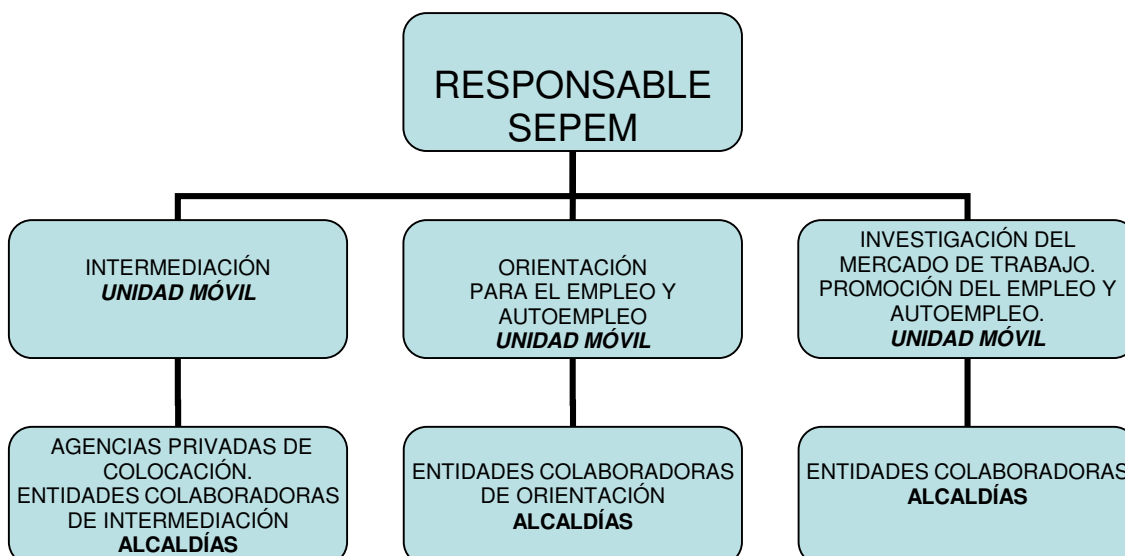 RESPONSABLE
SEPEM
INTERMEDIACIÓN
UNIDAD MÓVIL
ORIENTACIÓN
PARA EL EMPLEO Y
AUTOEMPLEO
UNIDAD MÓVIL
INVESTIGACIÓN DEL
MERCADO DE TRABAJO.
PROMOCIÓN DEL EMPLEO Y
AUTOEMPLEO.
UNIDAD MÓVIL
AGENCIAS PRIVADAS DE
COLOCACIÓN.
ENTIDADES COLABORADORAS
DE INTERMEDIACIÓN
ALCALDÍAS
ENTIDADES COLABORADORAS
DE ORIENTACIÓN
ALCALDÍAS
ENTIDADES COLABORADORAS
ALCALDÍAS